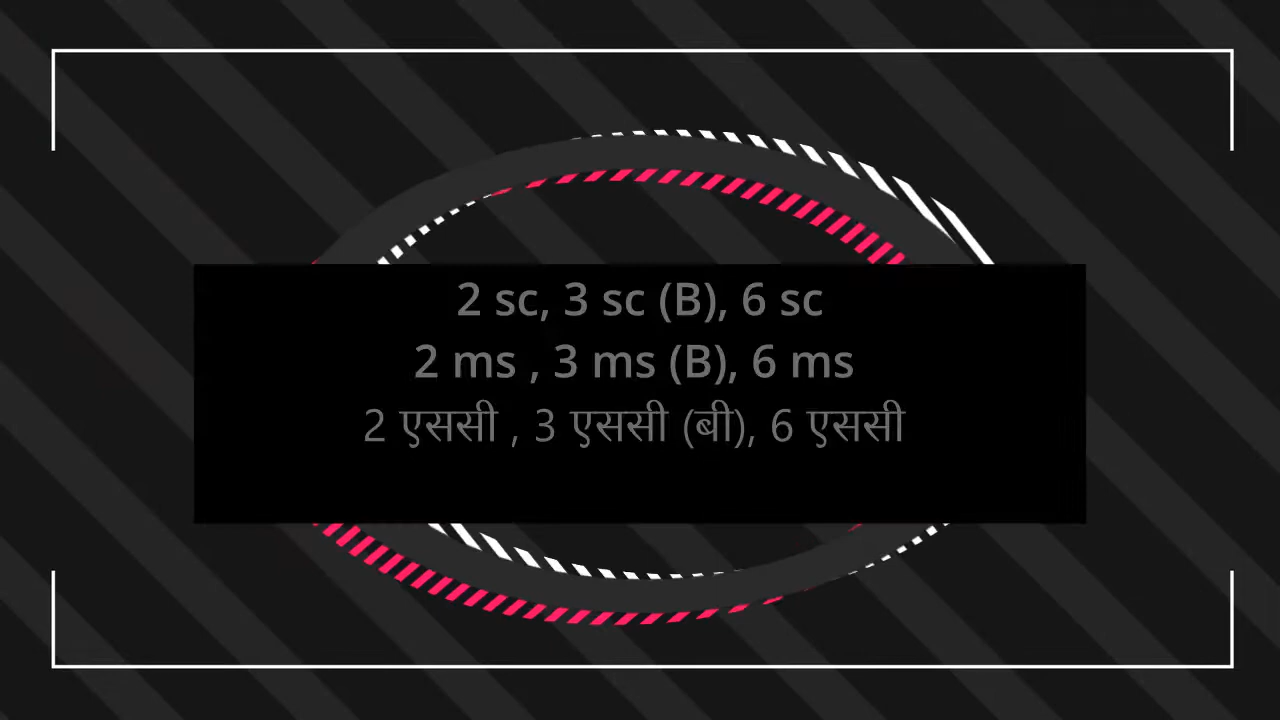 2 sc, 3 sc (B), 6 sc
2 ms , 3 ms (B), 6 ms
2 एससी , 3 एससी (बी), 6 एससी